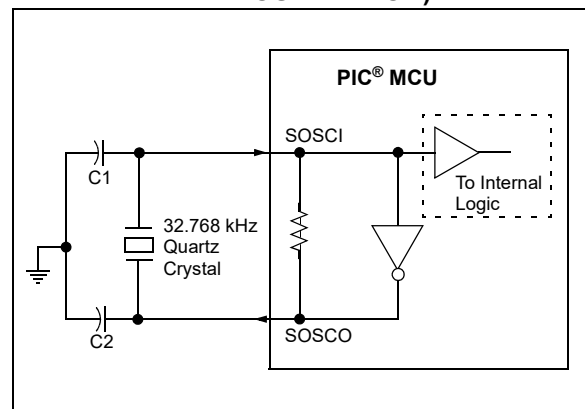 PIC® MCU
SOSCI
C1
To Internal
Logic
32.768 kHz
Quartz
Crystal
C2
SOSCO